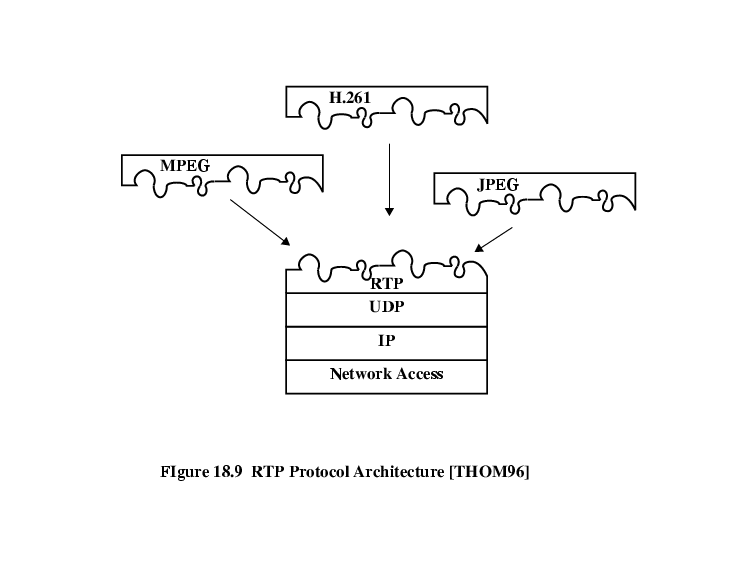 H.261
MPEG
JPEG
RTP
UDP
IP
Network Access
FIgure 18.9 RTP Protocol Architecture [THOM96]